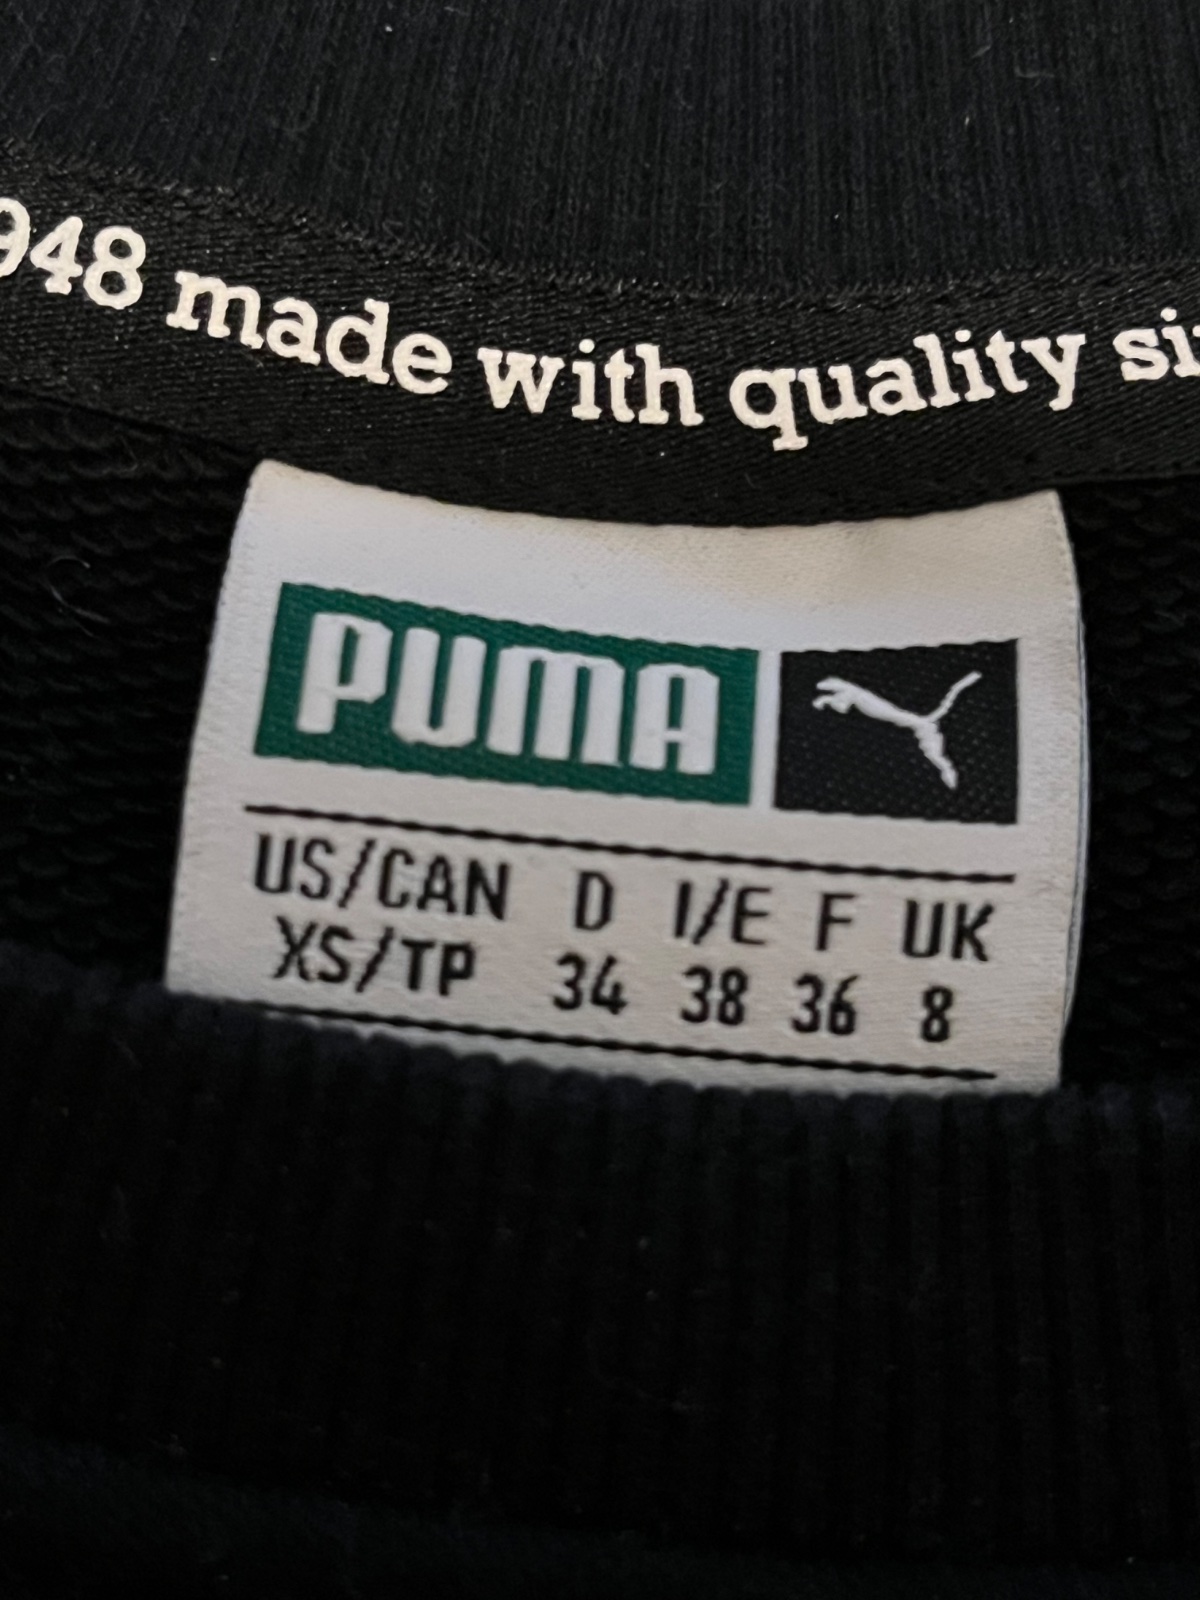 948 made with quality si
PUMA
US/CAN D I/E F UK
XS/TP 34 38 36 8